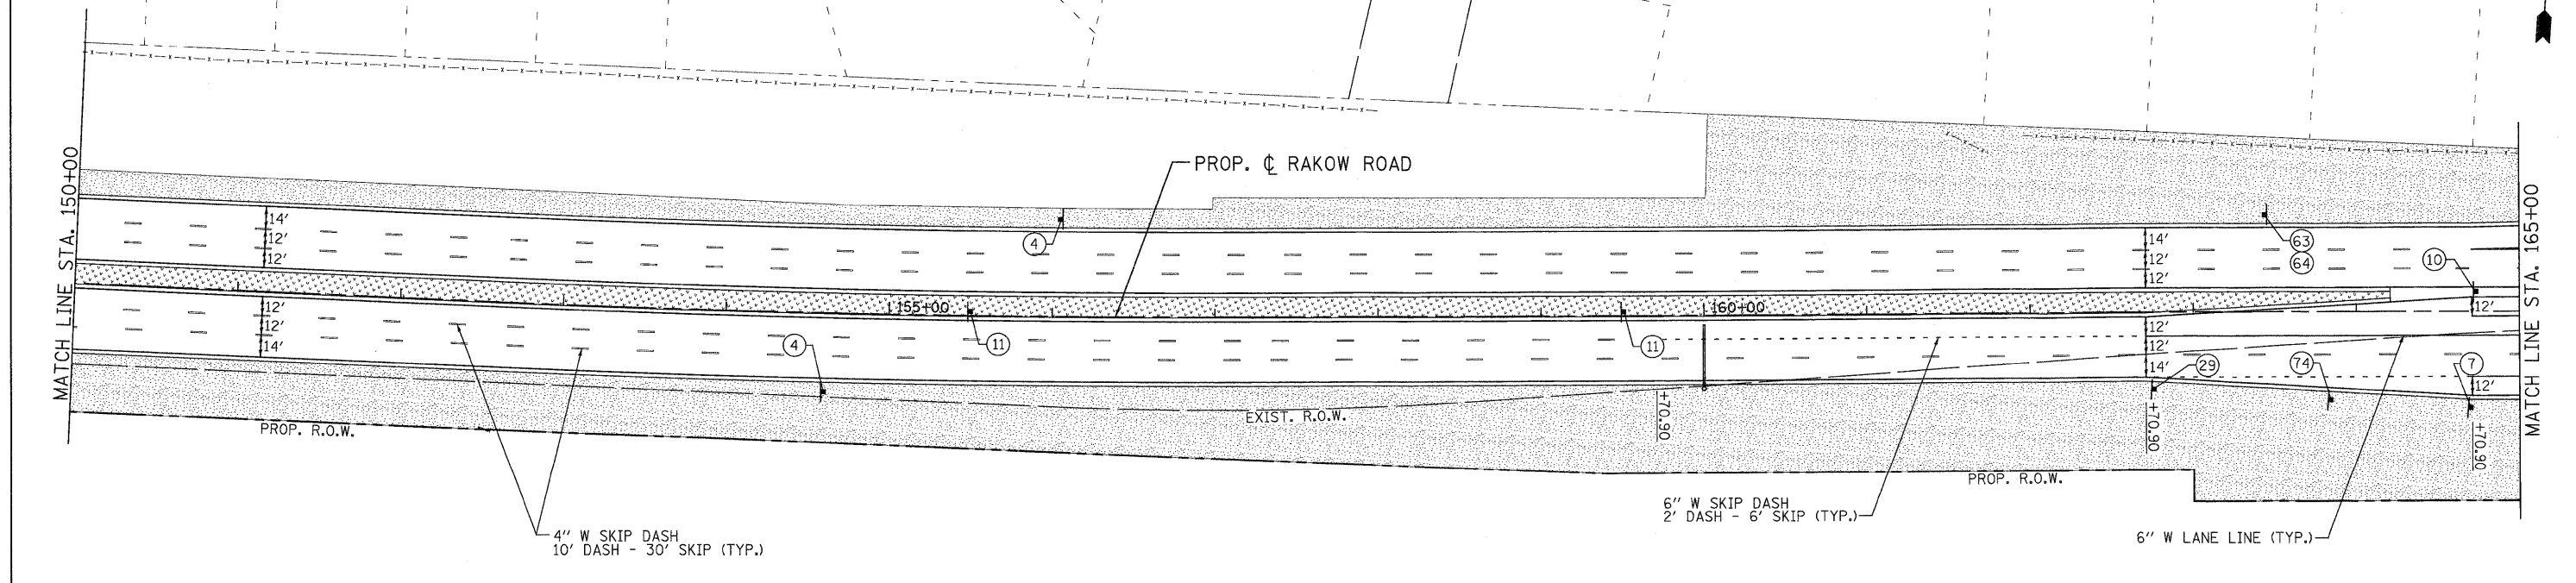 MATCH LINE STA. 150+00
PROP. ℄ RAKOW ROAD
14'
12'
12'
4
14'
12'
12'
63
64
10
MATCH LINE STA. 165+00
155+00
160+00
12'
12'
12'
14'
4
11
11
12'
12'
14'
29
74
7
12'
+70.90
+70.90
+70.90
PROP. R.O.W.
EXIST. R.O.W.
PROP. R.O.W.
4" W SKIP DASH
10' DASH - 30' SKIP (TYP.)
6" W SKIP DASH
2' DASH - 6' SKIP (TYP.)
6" W LANE LINE (TYP.)